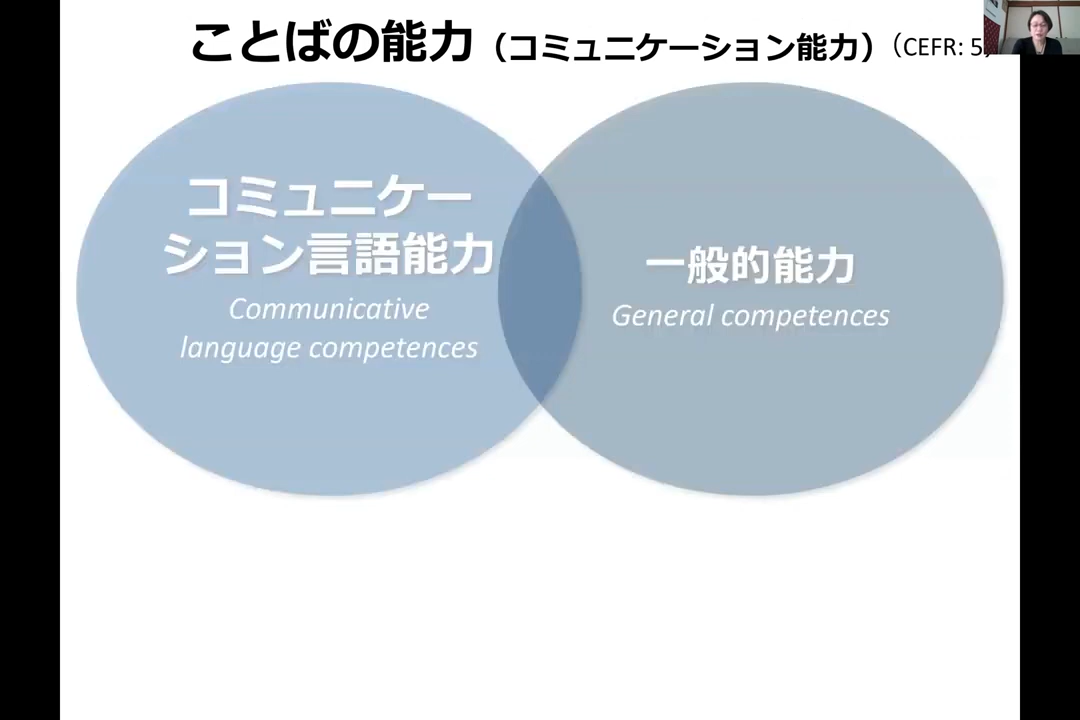 ことばの能力（コミュニケーション能力）（CEFR: 5,
コミュニケー
ション言語能力
Communicative
language competences
一般的能力
General competences